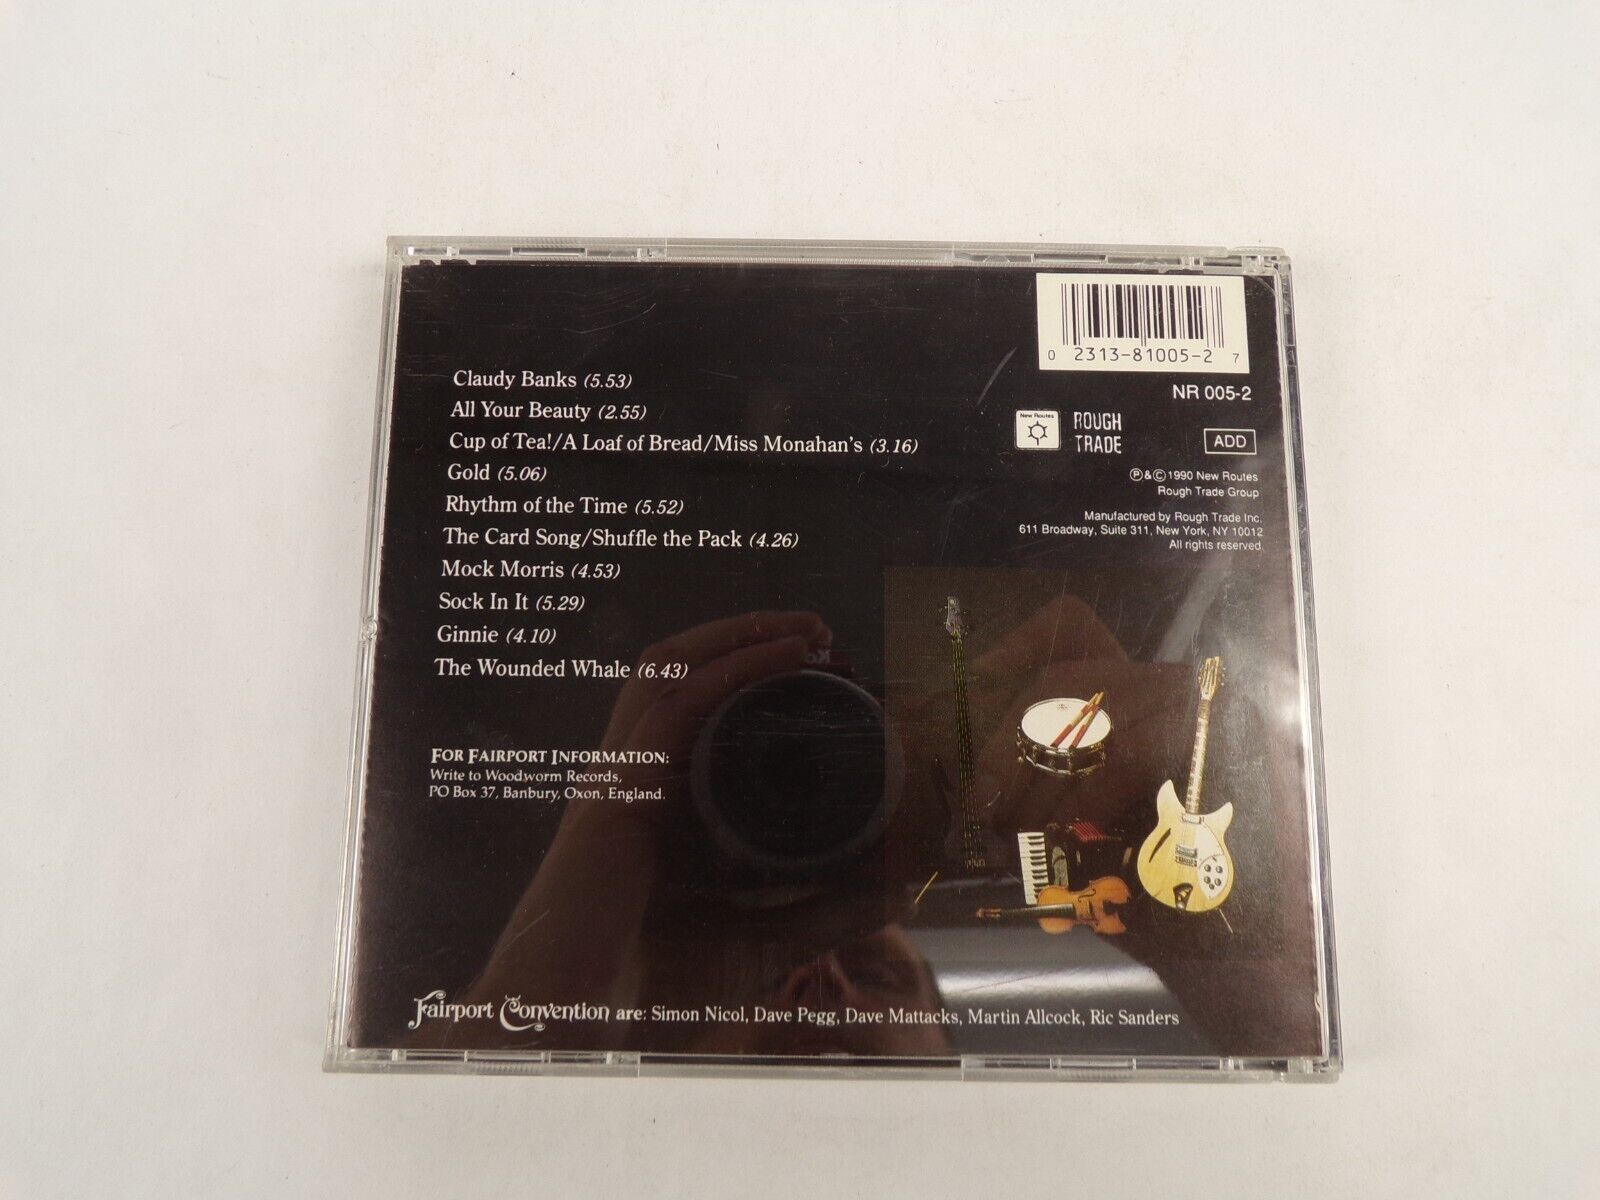 0 2313-81005-2 7
NR 005-2
New Routes
ROUGH
TRADE
ADD
℗ & © 1990 New Routes
Rough Trade Group
Manufactured by Rough Trade Inc.
611 Broadway, Suite 311, New York, NY 10012
All rights reserved
Claudy Banks (5.53)
All Your Beauty (2.55)
Cup of Tea!/A Loaf of Bread/Miss Monahan's (3.16)
Gold (5.06)
Rhythm of the Time (5.52)
The Card Song/Shuffle the Pack (4.26)
Mock Morris (4.53)
Sock In It (5.29)
Ginnie (4.10)
The Wounded Whale (6.43)
FOR FAIRPORT INFORMATION:
Write to Woodworm Records,
PO Box 37, Banbury, Oxon, England.
Fairport Convention are: Simon Nicol, Dave Pegg, Dave Mattacks, Martin Allcock, Ric Sanders